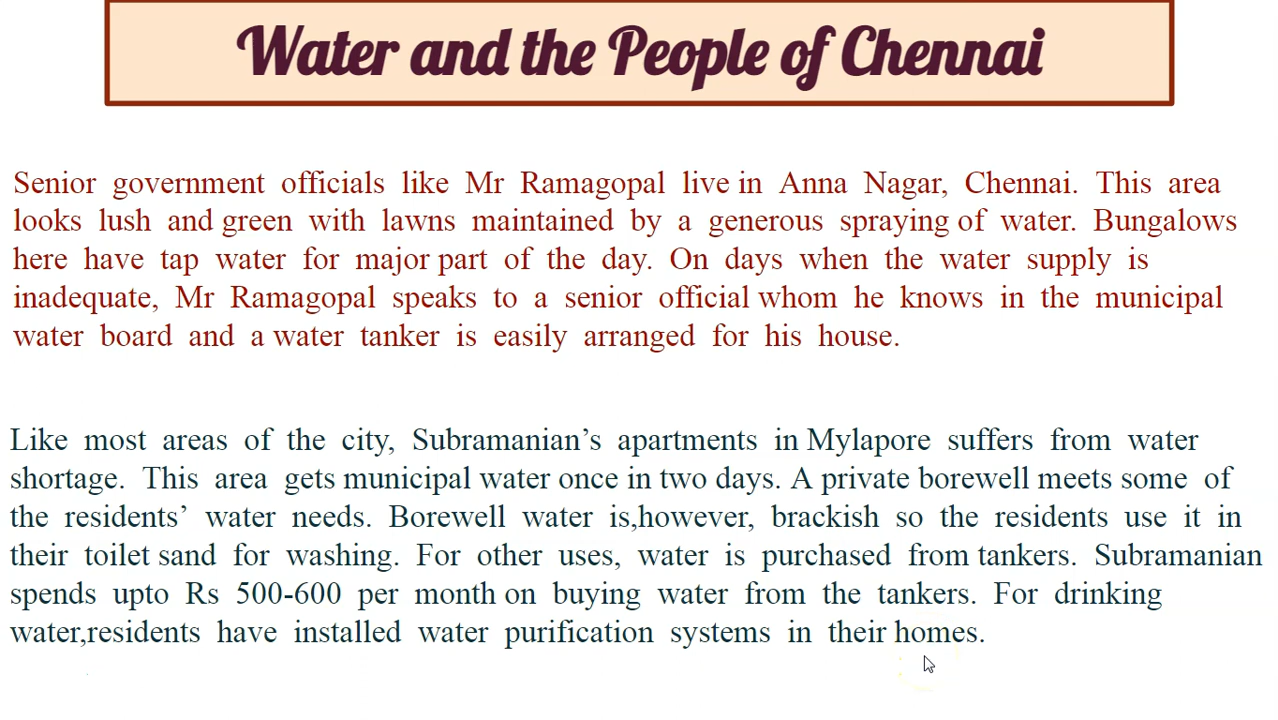 Water and the People of Chennai
Senior government officials like Mr Ramagopal live in Anna Nagar, Chennai. This area
looks lush and green with lawns maintained by a generous spraying of water. Bungalows
here have tap water for major part of the day. On days when the water supply is
inadequate, Mr Ramagopal speaks to a senior official whom he knows in the municipal
water board and a water tanker is easily arranged for his house.
Like most areas of the city, Subramanian’s apartments in Mylapore suffers from water
shortage. This area gets municipal water once in two days. A private borewell meets some of
the residents’ water needs. Borewell water is,however, brackish so the residents use it in
their toilet sand for washing. For other uses, water is purchased from tankers. Subramanian
spends upto Rs 500-600 per month on buying water from the tankers. For drinking
water,residents have installed water purification systems in their homes.